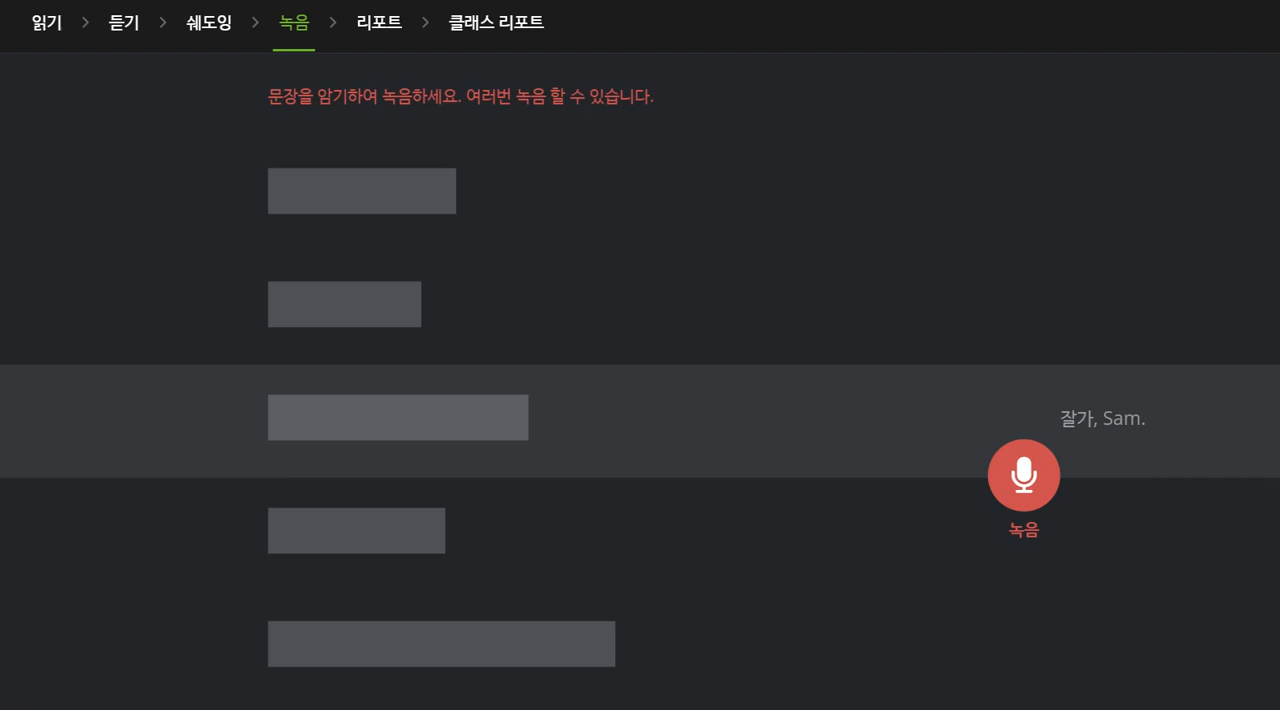 읽기 > 듣기 > 쉐도잉 > 녹음 > 리포트 > 클래스 리포트
문장을 암기하여 녹음하세요. 여러번 녹음 할 수 있습니다.
잘가, Sam.
녹음